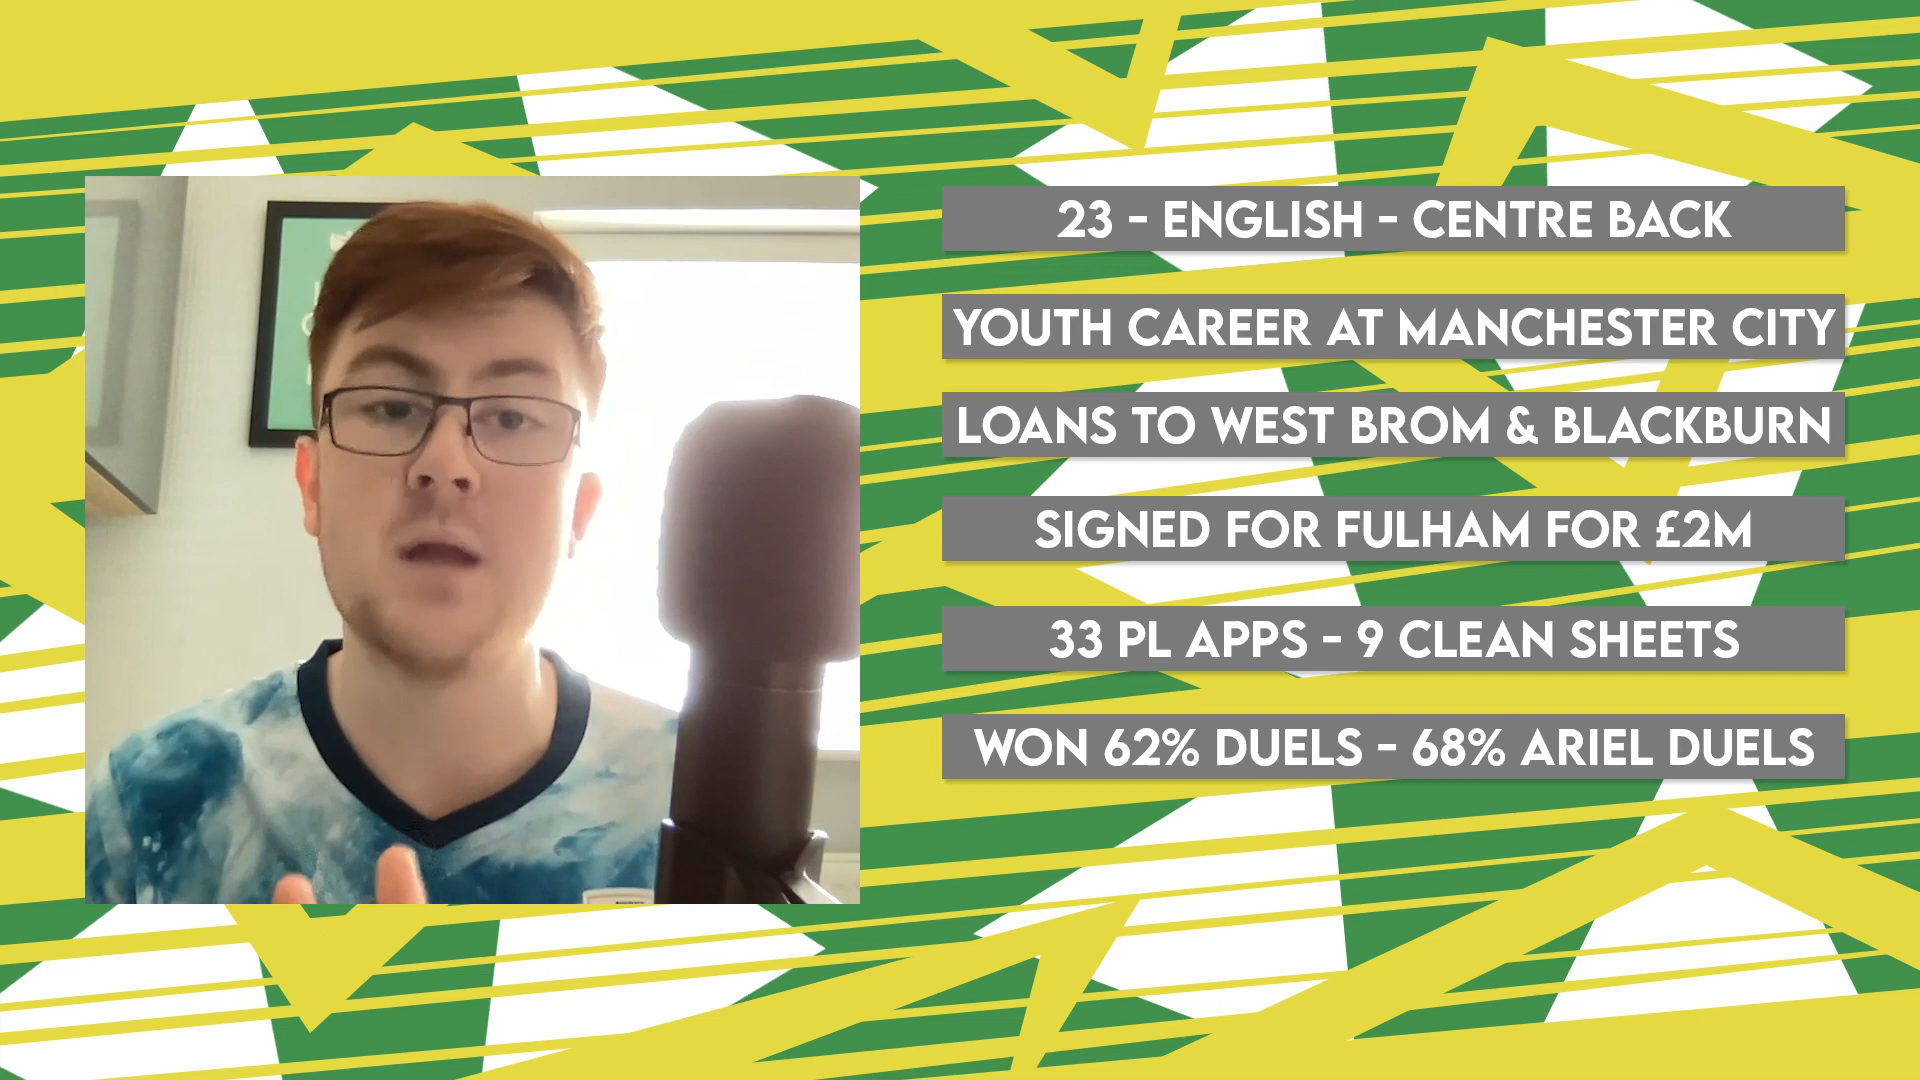 23 - ENGLISH - CENTRE BACK
YOUTH CAREER AT MANCHESTER CITY
LOANS TO WEST BROM & BLACKBURN
SIGNED FOR FULHAM FOR £2M
33 PL APPS - 9 CLEAN SHEETS
WON 62% DUELS - 68% ARIEL DUELS